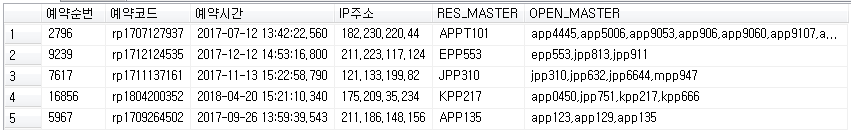 예약순번 예약코드 예약시간 IP주소 RES_MASTER OPEN_MASTER
1 2796 rp1707127937 2017-07-12 13:42:22,560 182,230,220,44 APPT101 app4445,app5006,app9053,app906,app9060,app9107,a...
2 9239 rp1712124535 2017-12-12 14:53:16,800 211,223,117,124 EPP553 epp553,jpp813,jpp911
3 7617 rp1711137161 2017-11-13 15:22:58,790 121,133,199,82 JPP310 jpp310,jpp632,jpp6644,mpp947
4 16856 rp1804200352 2018-04-20 15:21:10,340 175,209,35,234 KPP217 app0450,jpp751,kpp217,kpp666
5 5967 rp1709264502 2017-09-26 13:59:39,543 211,186,148,156 APP135 app123,app129,app135